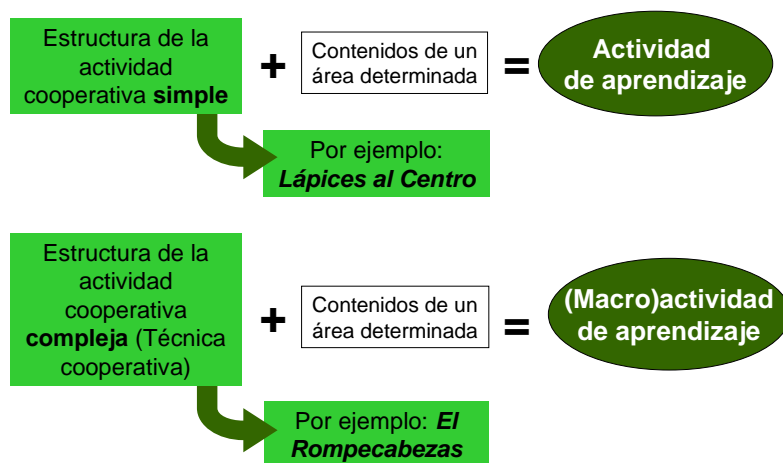 Estructura de la
actividad
cooperativa simple
+
Contenidos de un
área determinada
=
Actividad
de aprendizaje
Por ejemplo:
Lápices al Centro
Estructura de la
actividad
cooperativa
compleja (Técnica
cooperativa)
+
Contenidos de un
área determinada
=
(Macro)actividad
de aprendizaje
Por ejemplo: El
Rompecabezas